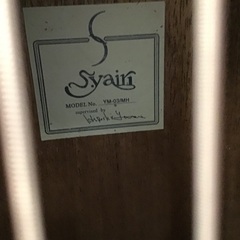 S.yairi
MODEL No. YM-02/MH
supervised by